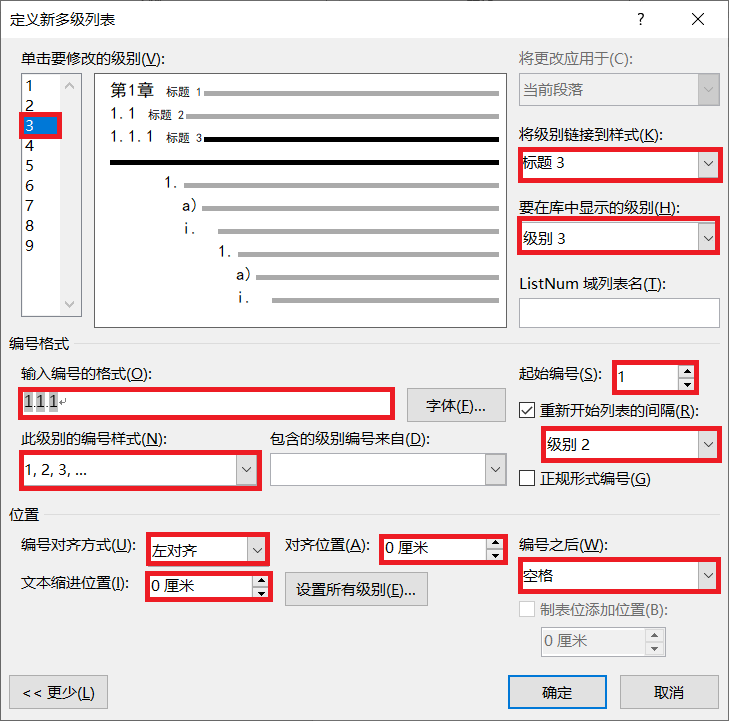 定义新多级列表 ?
单击要修改的级别(V):
1
2
3
4
5
6
7
8
9
第1章 标题 1
1.1 标题 2
1.1.1 标题 3
1.
a)
i.
1.
a)
i.
将更改应用于(C):
当前段落
将级别链接到样式(K):
标题 3
要在库中显示的级别(H):
级别 3
ListNum 域列表名(T):
编号格式
输入编号的格式(O):
1.1.1
字体(F)...
此级别的编号样式(N):
1, 2, 3, ...
包含的级别编号来自(D):
起始编号(S): 1
重新开始列表的间隔(R):
级别 2
正规形式编号(G)
位置
编号对齐方式(U): 左对齐
对齐位置(A): 0 厘米
文本缩进位置(I): 0 厘米
设置所有级别(E)...
编号之后(W):
空格
制表位添加位置(B):
0 厘米
<< 更少(L)
确定
取消